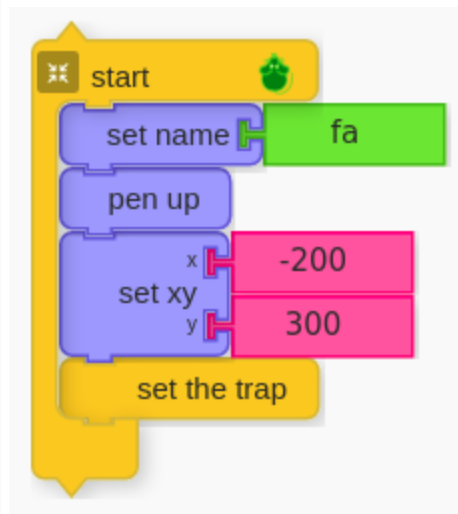 start
set name fa
pen up
x -200
set xy
y 300
set the trap